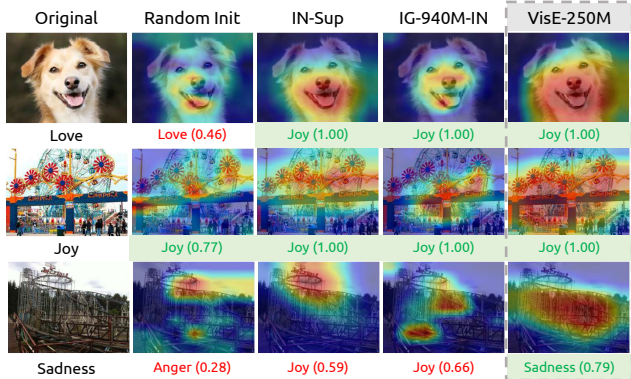 Original Random Init IN-Sup IG-940M-IN VisE-250M
Love Love (0.46) Joy (1.00) Joy (1.00) Joy (1.00)
Joy Joy (0.77) Joy (1.00) Joy (1.00) Joy (1.00)
Sadness Anger (0.28) Joy (0.59) Joy (0.66) Sadness (0.79)